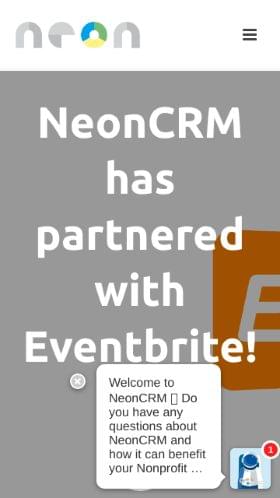 neon
NeonCRM
has
partnered
with
Eventbrite!
E
Welcome to
NeonCRM ▯ Do
you have any
questions about
NeonCRM and
how it can benefit
your Nonprofit ...
1